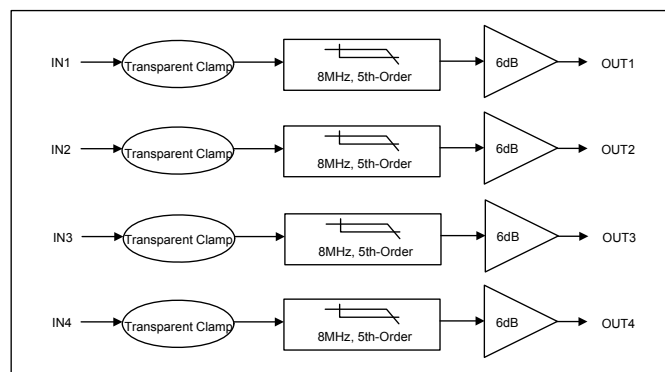 IN1
Transparent Clamp
8MHz, 5th-Order
6dB
OUT1
IN2
Transparent Clamp
8MHz, 5th-Order
6dB
OUT2
IN3
Transparent Clamp
8MHz, 5th-Order
6dB
OUT3
IN4
Transparent Clamp
8MHz, 5th-Order
6dB
OUT4